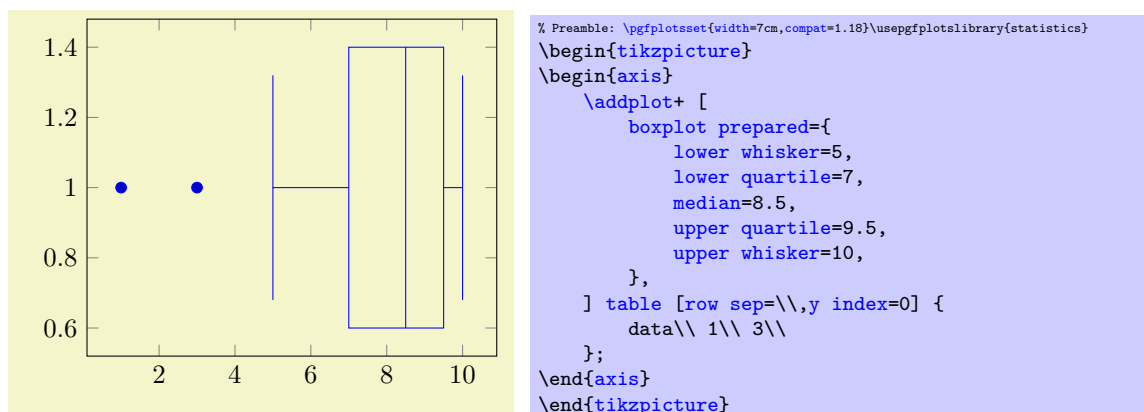 1.4
1.2
1
0.8
0.6
2 4 6 8 10
% Preamble: \pgfplotsset{width=7cm,compat=1.18}\usepgfplotslibrary{statistics}
\begin{tikzpicture}
\begin{axis}
    \addplot+ [
        boxplot prepared={
            lower whisker=5,
            lower quartile=7,
            median=8.5,
            upper quartile=9.5,
            upper whisker=10,
        },
    ] table [row sep=\\,y index=0] {
        data\\ 1\\ 3\\
    };
\end{axis}
\end{tikzpicture}